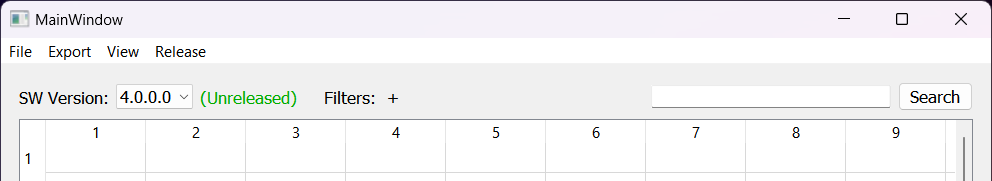 MainWindow
File Export View Release
SW Version: 4.0.0.0 (Unreleased) Filters: + Search
1 2 3 4 5 6 7 8 9
1